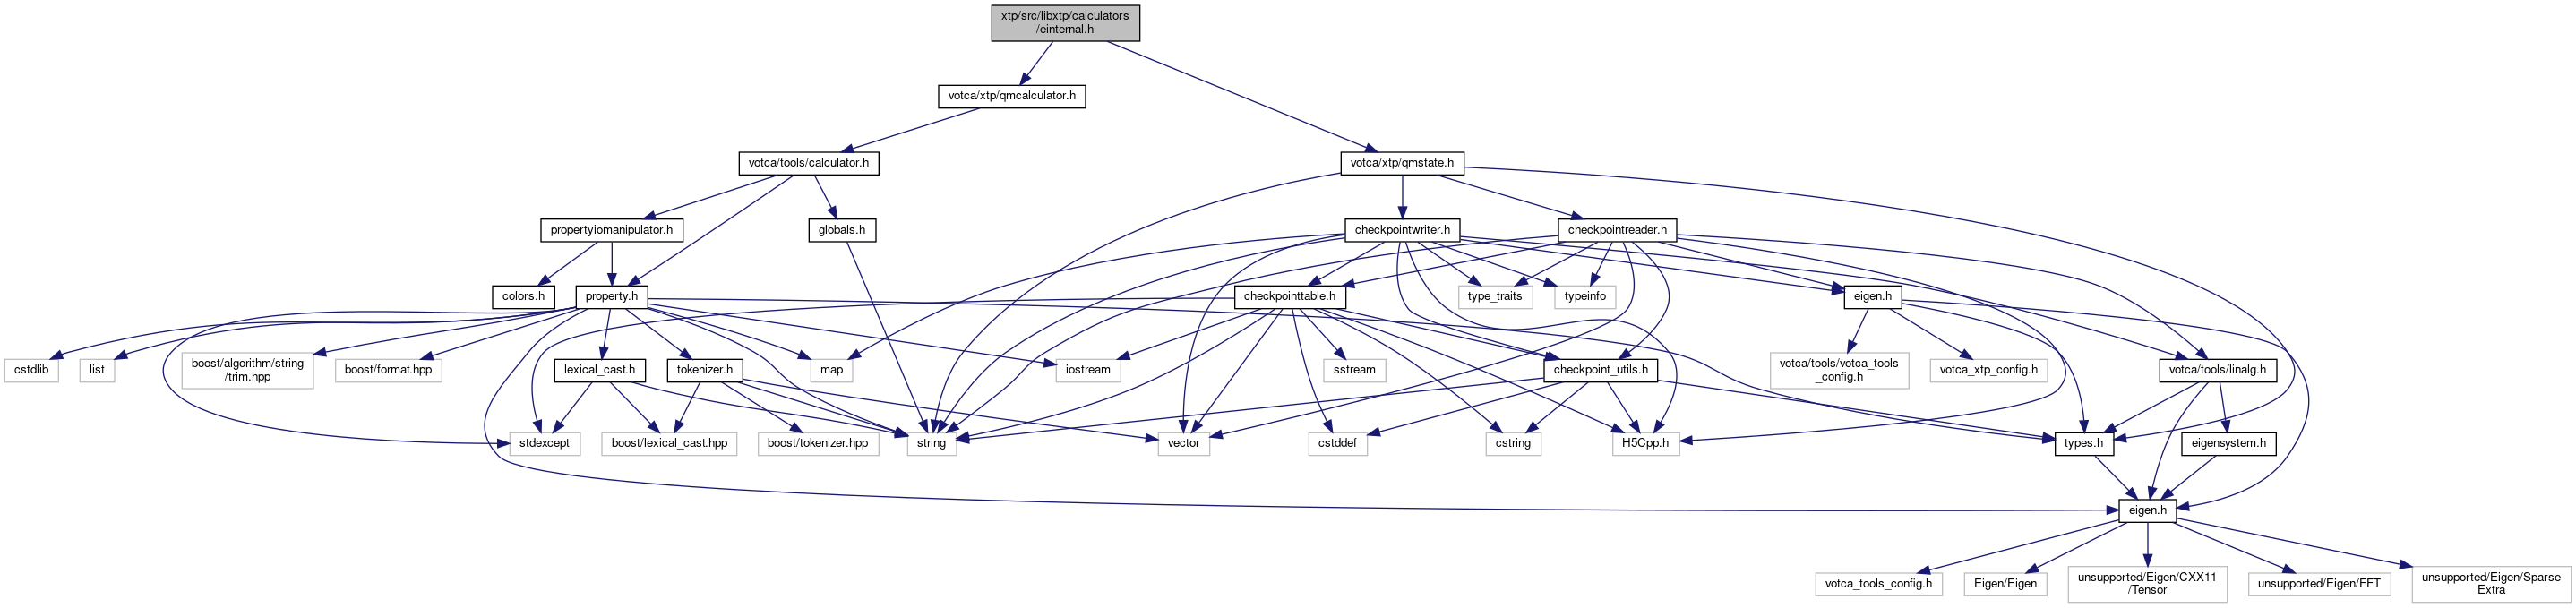 xtp/src/libxtp/calculators
/einternal.h
votca/xtp/qmcalculator.h
votca/tools/calculator.h
votca/xtp/qmstate.h
propertyiomanipulator.h
globals.h
checkpointwriter.h
checkpointreader.h
colors.h
property.h
checkpointtable.h
type_traits
typeinfo
eigen.h
cstdlib
list
boost/algorithm/string
/trim.hpp
boost/format.hpp
lexical_cast.h
tokenizer.h
map
iostream
sstream
checkpoint_utils.h
votca/tools/votca_tools
_config.h
votca_xtp_config.h
votca/tools/linalg.h
stdexcept
boost/lexical_cast.hpp
boost/tokenizer.hpp
string
vector
cstddef
cstring
H5Cpp.h
types.h
eigensystem.h
eigen.h
votca_tools_config.h
Eigen/Eigen
unsupported/Eigen/CXX11
/Tensor
unsupported/Eigen/FFT
unsupported/Eigen/Sparse
Extra